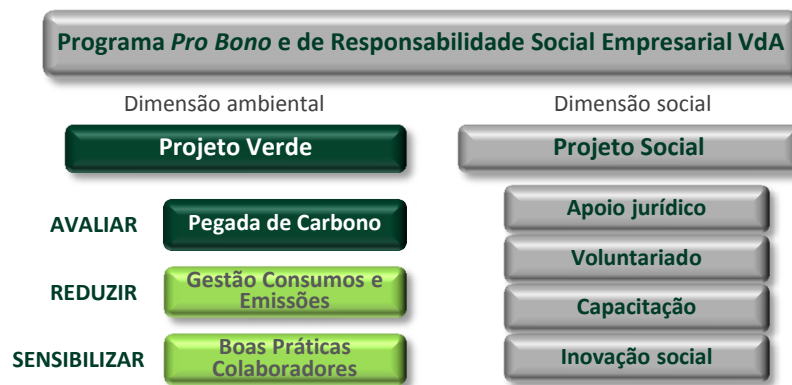 Programa Pro Bono e de Responsabilidade Social Empresarial VdA
Dimensão ambiental
Dimensão social
Projeto Verde
Projeto Social
AVALIAR
Pegada de Carbono
REDUZIR
Gestão Consumos e
Emissões
SENSIBILIZAR
Boas Práticas
Colaboradores
Apoio jurídico
Voluntariado
Capacitação
Inovação social